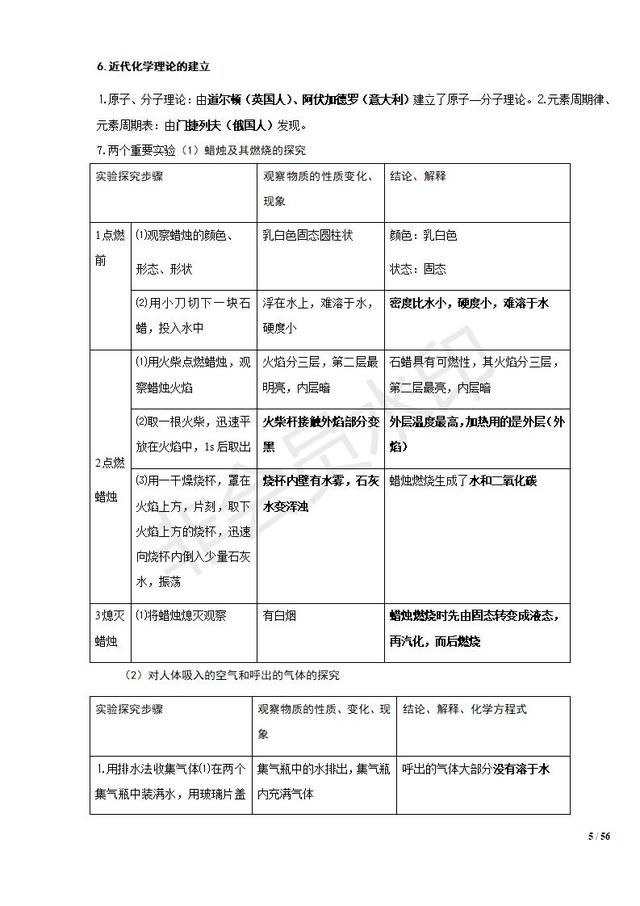 6.近代化学理论的建立
1.原子、分子理论：由道尔顿（英国人）、阿伏加德罗（意大利）建立了原子—分子理论。2.元素周期律、
元素周期表：由门捷列夫（俄国人）发现。
7.两个重要实验（1）蜡烛及其燃烧的探究
实验探究步骤
观察物质的性质变化、
现象
结论、解释
1点燃
前
⑴观察蜡烛的颜色、
形态、形状
乳白色固态圆柱状
颜色：乳白色
状态：固态
⑵用小刀切下一块石
蜡，投入水中
浮在水上，难溶于水，
硬度小
密度比水小，硬度小，难溶于水
2点燃
蜡烛
⑴用火柴点燃蜡烛，观
察蜡烛火焰
火焰分三层，第二层最
明亮，内层暗
石蜡具有可燃性，其火焰分三层，
第二层最亮，内层暗
⑵取一根火柴，迅速平
放在火焰中，1s后取出
火柴杆接触外焰部分变
黑
外层温度最高，加热用的是外层（外
焰）
⑶用一干燥烧杯，罩在
火焰上方，片刻，取下
火焰上方的烧杯，迅速
向烧杯内倒入少量石灰
水，振荡
烧杯内壁有水雾，石灰
水变浑浊
蜡烛燃烧生成了水和二氧化碳
3熄灭
蜡烛
⑴将蜡烛熄灭观察
有白烟
蜡烛燃烧时先由固态转变成液态，
再汽化，而后燃烧
（2）对人体吸入的空气和呼出的气体的探究
实验探究步骤
观察物质的性质、变化、现
象
结论、解释、化学方程式
1.用排水法收集气体⑴在两个
集气瓶中装满水，用玻璃片盖
集气瓶中的水排出，集气瓶
内充满气体
呼出的气体大部分没有溶于水
5 / 56
非会员水印